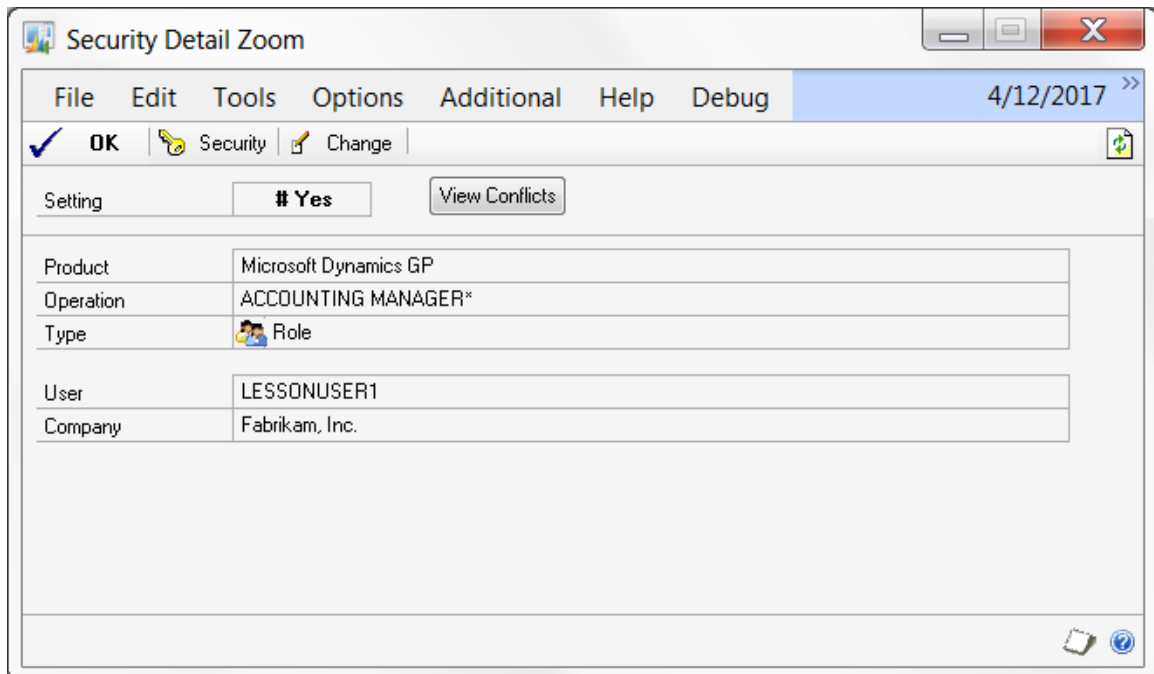 Security Detail Zoom
File Edit Tools Options Additional Help Debug 4/12/2017 »
OK Security Change
Setting # Yes View Conflicts
Product Microsoft Dynamics GP
Operation ACCOUNTING MANAGER*
Type Role
User LESSONUSER1
Company Fabrikam, Inc.